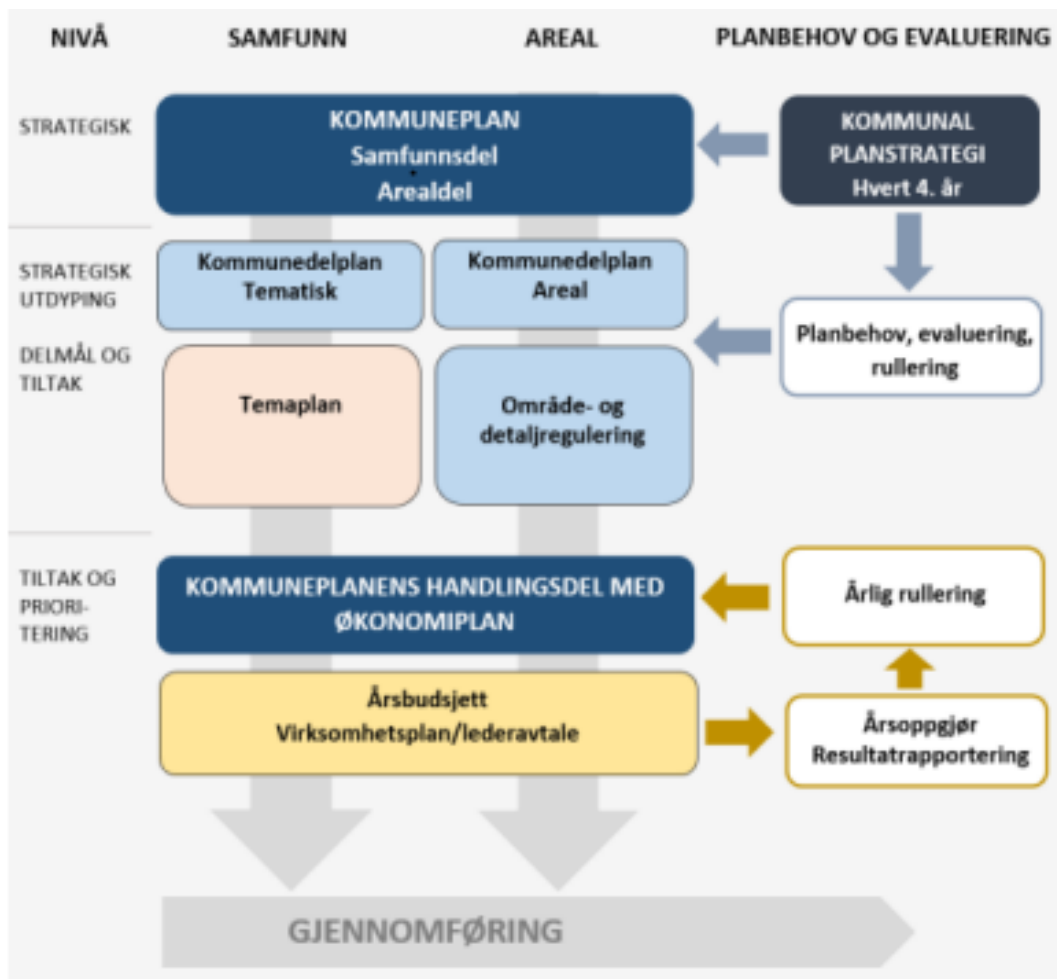 NIVÅ
SAMFUNN
AREAL
PLANBEHOV OG EVALUERING
STRATEGISK
KOMMUNEPLAN
Samfunnsdel
Arealdel
KOMMUNAL
PLANSTRATEGI
Hvert 4. år
STRATEGISK
UTDYPING
Kommunedelplan
Tematisk
Kommunedelplan
Areal
Planbehov, evaluering,
rullering
DELMÅL OG
TILTAK
Temaplan
Område- og
detaljregulering
TILTAK OG
PRIORI-
TERING
KOMMUNEPLANENS HANDLINGSDEL MED
ØKONOMIPLAN
Årlig rullering
Årsbudsjett
Virksomhetsplan/lederavtale
Årsoppgjør
Resultatrapportering
GJENNOMFØRING